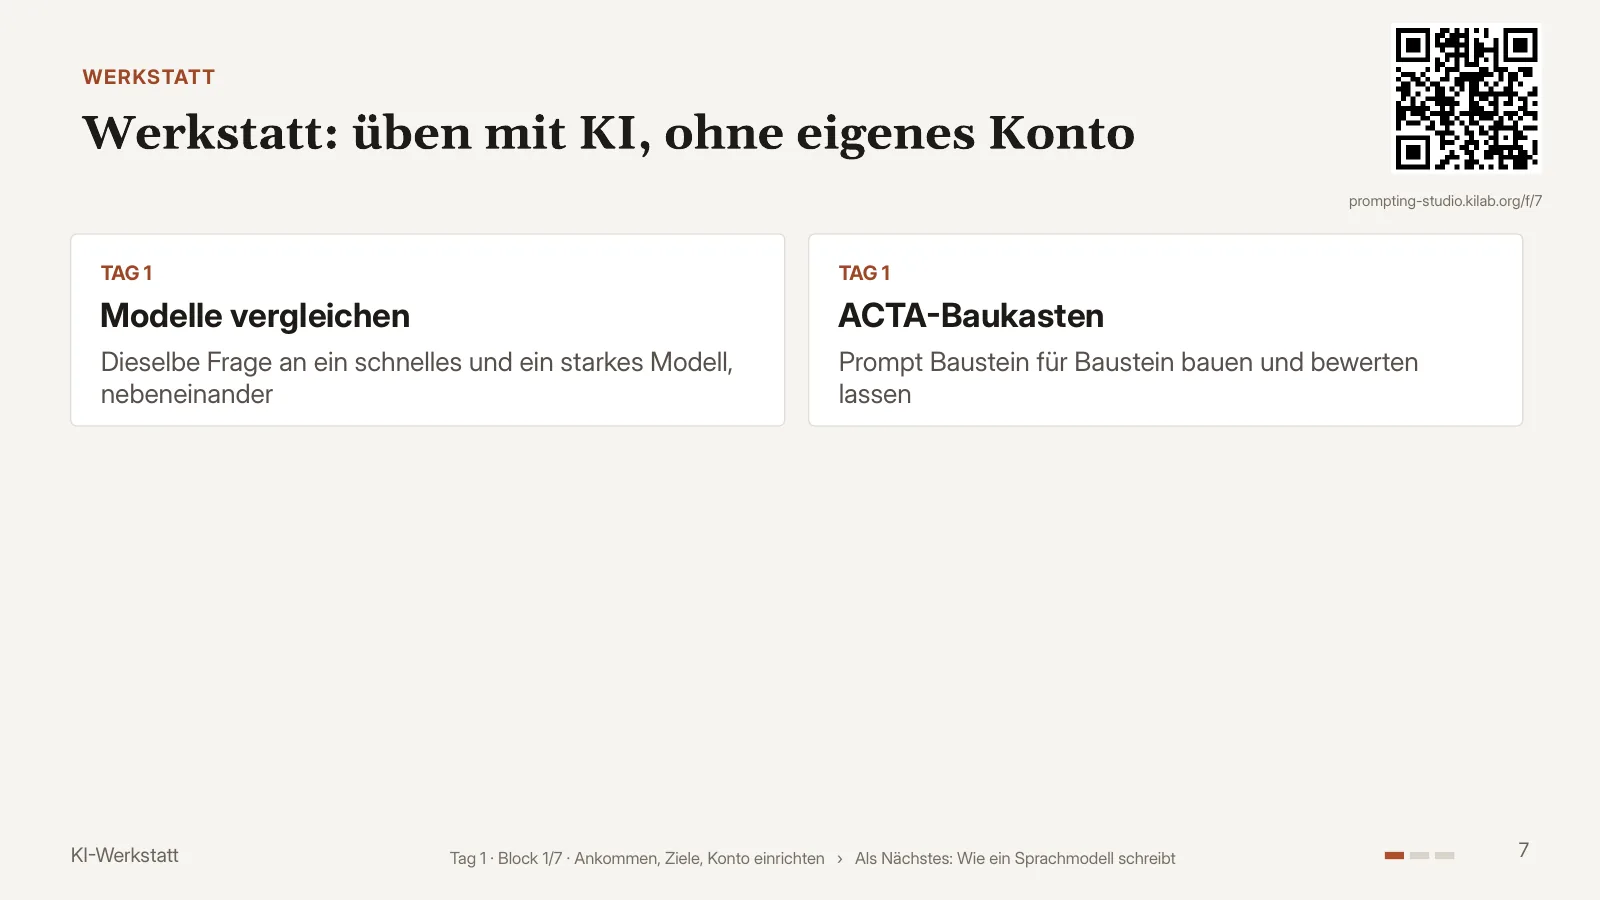 WERKSTATT
Werkstatt: üben mit KI, ohne eigenes Konto
prompting-studio.kilab.org/f/7
TAG 1
Modelle vergleichen
Dieselbe Frage an ein schnelles und ein starkes Modell,
nebeneinander
TAG 1
ACTA-Baukasten
Prompt Baustein für Baustein bauen und bewerten
lassen
KI-Werkstatt
Tag 1 · Block 1/7 · Ankommen, Ziele, Konto einrichten › Als Nächstes: Wie ein Sprachmodell schreibt
7